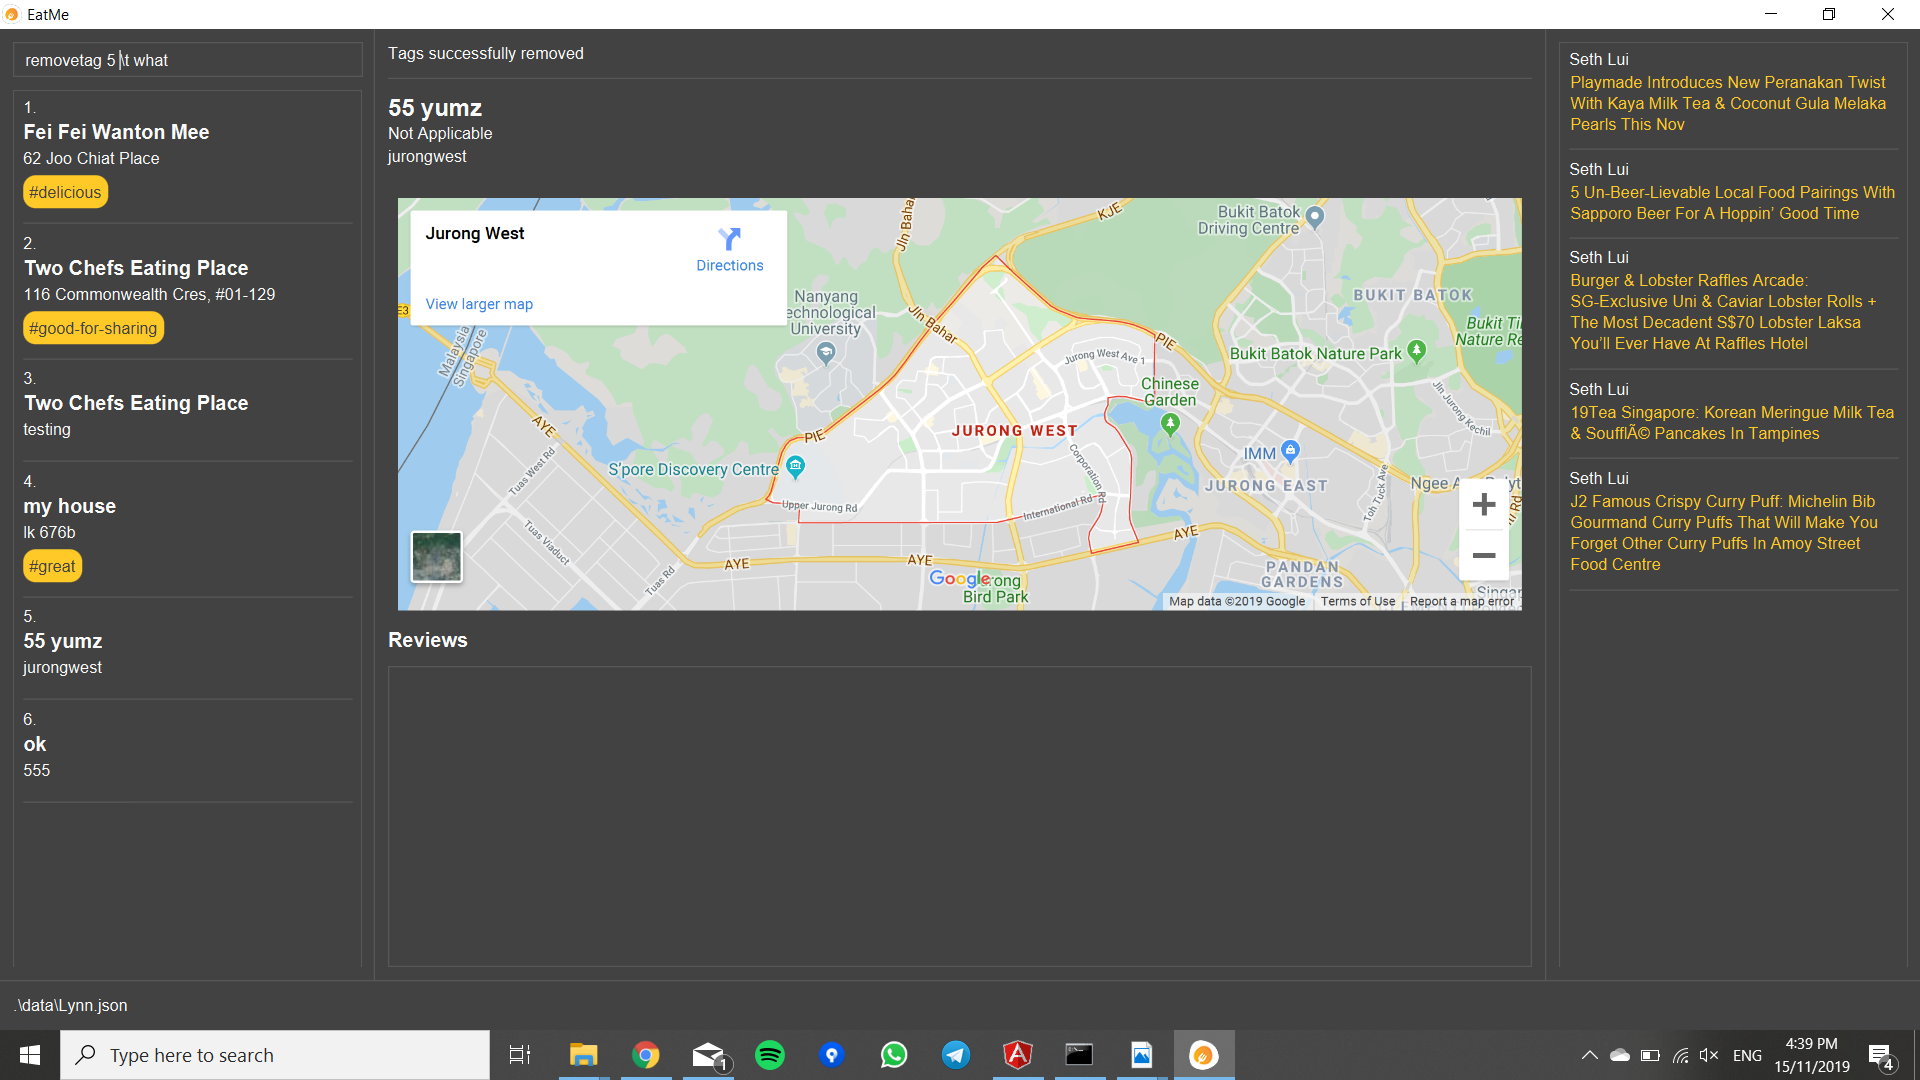 EatMe
removetag 5 \t what
1.
Fei Fei Wanton Mee
62 Joo Chiat Place
#delicious
2.
Two Chefs Eating Place
116 Commonwealth Cres, #01-129
#good-for-sharing
3.
Two Chefs Eating Place
testing
4.
my house
lk 676b
#great
5.
55 yumz
jurongwest
6.
ok
555
Tags successfully removed
55 yumz
Not Applicable
jurongwest
Jurong West
Directions
View larger map
E3
Malaysia
Singapore
Jln Bahar
KJE
Bukit Batok
Driving Centre
Nanyang
echnological
University
Jln Bahar
PIE
BUKIT BATOK
Bukit Ti
Nature Re
Bukit Batok Nature Park
Jurong West Ave 1
Chinese
Garden
Jln Jurong Kechil
AYE
PIE
JURONG WEST
Tuas West Rd
S'pore Discovery Centre
Corporation Rd
IMM
JURONG EAST
Toh Tuck Ave
Upper Jurong Rd
International Rd
Tuas Viaduct
AYE
AYE
AYE
Tuas Rd
Google
rong
Bird Park
PANDAN
GARDENS
Map data ©2019 Google
Terms of Use
Report a map error
Reviews
Seth Lui
Playmade Introduces New Peranakan Twist
With Kaya Milk Tea & Coconut Gula Melaka
Pearls This Nov
Seth Lui
5 Un-Beer-Lievable Local Food Pairings With
Sapporo Beer For A Hoppin’ Good Time
Seth Lui
Burger & Lobster Raffles Arcade:
SG-Exclusive Uni & Caviar Lobster Rolls +
The Most Decadent S$70 Lobster Laksa
You’ll Ever Have At Raffles Hotel
Seth Lui
19Tea Singapore: Korean Meringue Milk Tea
& SoufflÃ© Pancakes In Tampines
Seth Lui
J2 Famous Crispy Curry Puff: Michelin Bib
Gourmand Curry Puffs That Will Make You
Forget Other Curry Puffs In Amoy Street
Food Centre
.\data\Lynn.json
Type here to search
1
ENG
4:39 PM
15/11/2019
4